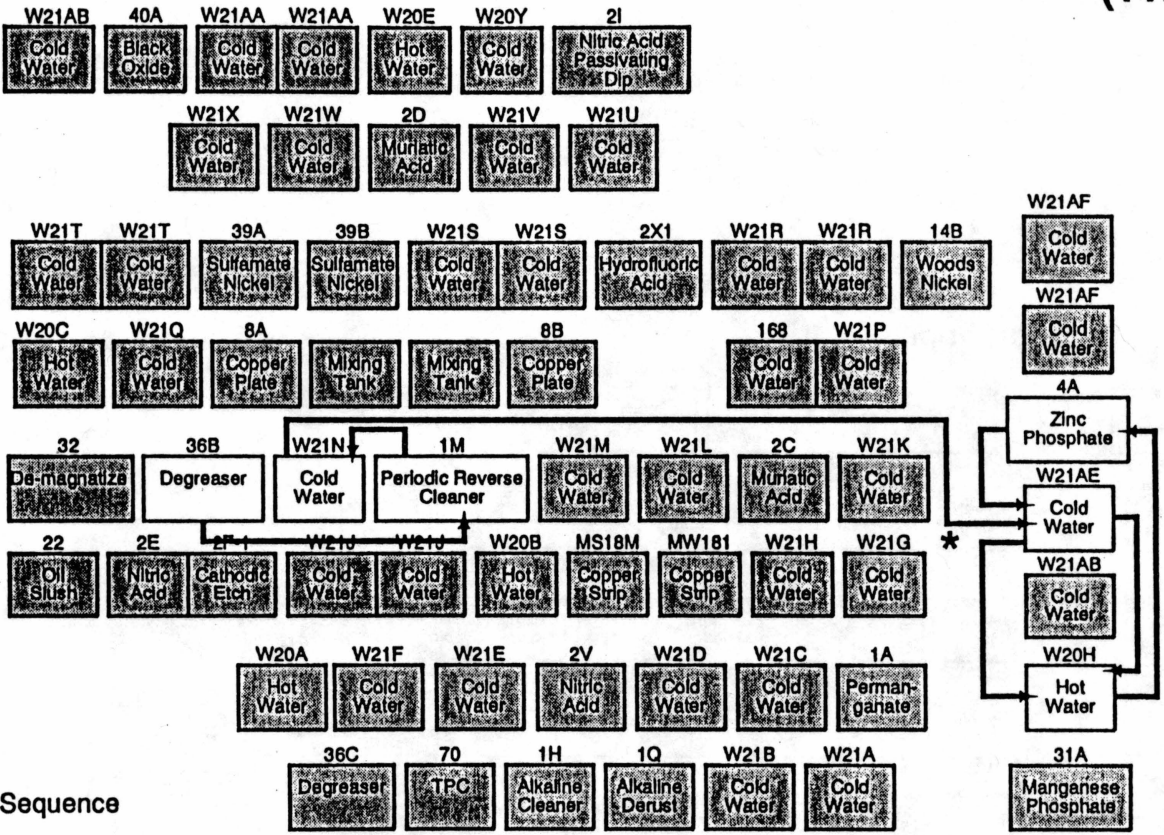 W21AB 40A W21AA W21AA W20E W20Y 2I
Cold Water Black Oxide Cold Water Cold Water Hot Water Cold Water Nitric Acid Passivating Dip
W21X W21W 2D W21V W21U
Cold Water Cold Water Muriatic Acid Cold Water Cold Water
W21AF
Cold Water
W21T W21T 39A 39B W21S W21S 2X1 W21R W21R 14B
Cold Water Cold Water Sulfamate Nickel Sulfamate Nickel Cold Water Cold Water Hydrofluoric Acid Cold Water Cold Water Woods Nickel
W21AF
Cold Water
W20C W21Q 8A 8B 168 W21P
Hot Water Cold Water Copper Plate Mixing Tank Mixing Tank Copper Plate Cold Water Cold Water
4A
Zinc Phosphate
32 36B W21N 1M W21M W21L 2C W21K
De-magnatize Degreaser Cold Water Periodic Reverse Cleaner Cold Water Cold Water Muriatic Acid Cold Water
W21AE
Cold Water
*
22 2E 2F-1 W21J W21J W20B MS18M MW181 W21H W21G
Oil Slush Nitric Acid Cathodic Etch Cold Water Cold Water Hot Water Copper Strip Copper Strip Cold Water Cold Water
W21AB
Cold Water
W20A W21F W21E 2V W21D W21C 1A
Hot Water Cold Water Cold Water Nitric Acid Cold Water Cold Water Perman-ganate
W20H
Hot Water
36C 70 1H 1Q W21B W21A 31A
Degreaser TPC Alkaline Cleaner Alkaline Derust Cold Water Cold Water Manganese Phosphate
Sequence